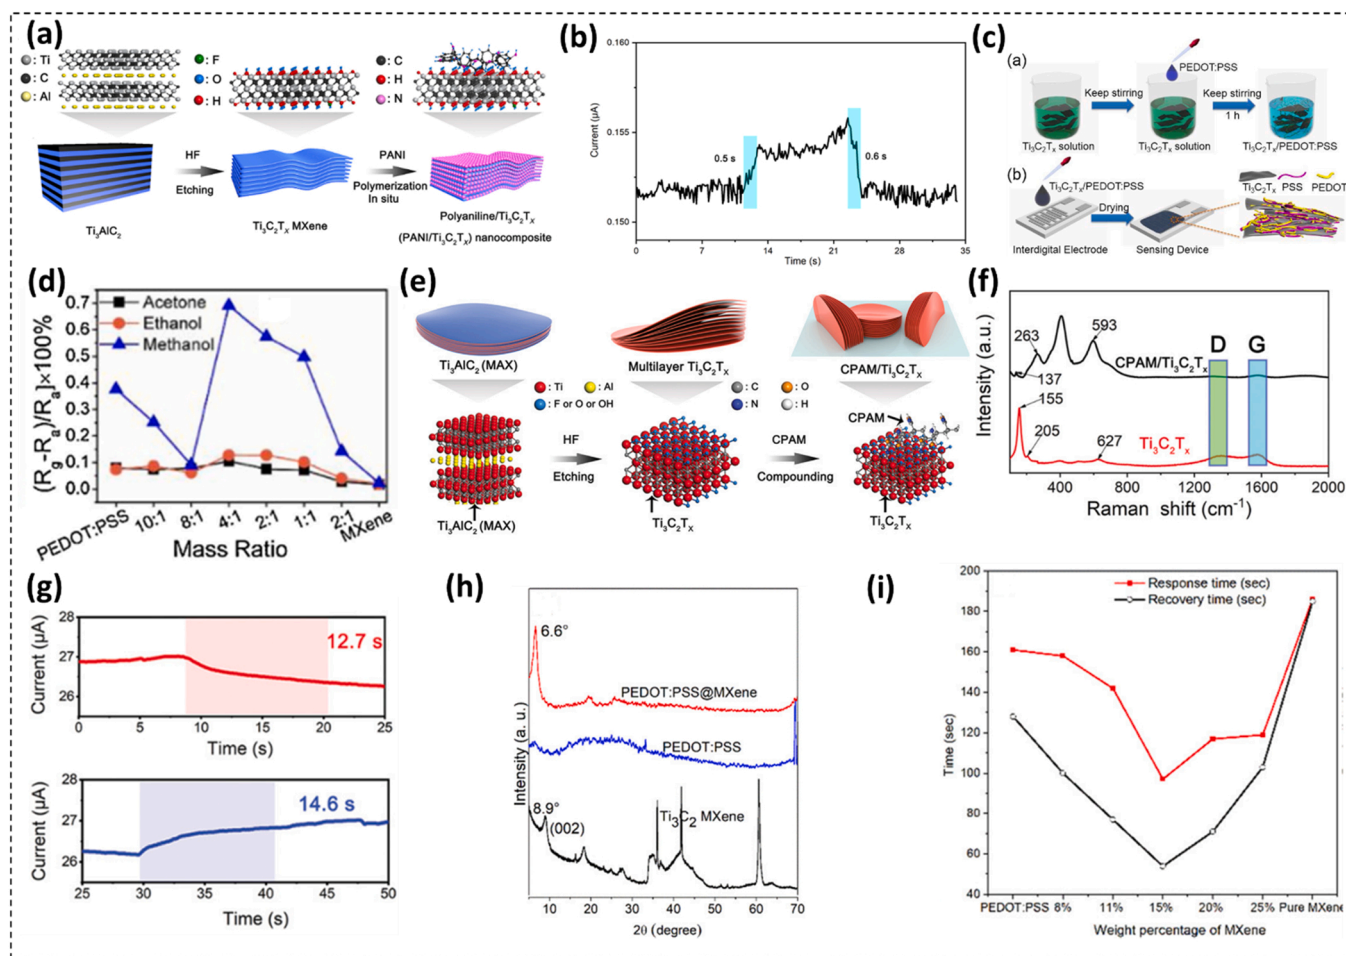 (a)
: Ti
: C
: Al
: F
: O
: H
: C
: H
: N
HF
Etching
PANI
Polymerization
In situ
Ti₃AlC₂
Ti₃C₂Tₓ MXene
Polyaniline/Ti₃C₂Tₓ
(PANI/Ti₃C₂Tₓ) nanocomposite
(b)
Current (µA)
0.160
0.155
0.150
0.5 s
0.6 s
0 7 14 21 28 35
Time (s)
(c)
(a)
PEDOT:PSS
Keep stirring
Keep stirring
1 h
Ti₃C₂Tₓ solution
Ti₃C₂Tₓ solution
Ti₃C₂Tₓ/PEDOT:PSS
(b)
Ti₃C₂Tₓ/PEDOT:PSS
Ti₃C₂Tₓ PSS PEDOT
Drying
Interdigital Electrode
Sensing Device
(d)
(Rg-Ra)/Ra]×100%
0.7
0.6
0.5
0.4
0.3
0.2
0.1
0.0
Acetone
Ethanol
Methanol
PEDOT:PSS 10:1 8:1 4:1 2:1 1:1 2:1 MXene
Mass Ratio
(e)
Ti₃AlC₂ (MAX)
Multilayer Ti₃C₂Tₓ
CPAM/Ti₃C₂Tₓ
: Ti
: Al
: F or O or OH
: C
: O
: N
: H
CPAM
HF
Etching
CPAM
Compounding
Ti₃AlC₂ (MAX)
Ti₃C₂Tₓ
Ti₃C₂Tₓ
(f)
Intensity (a.u.)
263
593
D
G
137
CPAM/Ti₃C₂Tₓ
155
205
627
Ti₃C₂Tₓ
400 800 1200 1600 2000
Raman shift (cm⁻¹)
(g)
Current (µA)
28
27
26
12.7 s
0 5 10 15 20 25
Time (s)
Current (µA)
28
27
26
14.6 s
25 30 35 40 45 50
Time (s)
(h)
Intensity (a. u.)
6.6°
PEDOT:PSS@MXene
PEDOT:PSS
8.9°
(002)
Ti₃C₂ MXene
10 20 30 40 50 60 70
2θ (degree)
(i)
Time (sec)
200
180
160
140
120
100
80
60
40
Response time (sec)
Recovery time (sec)
PEDOT:PSS 8% 11% 15% 20% 25% Pure MXene
Weight percentage of MXene